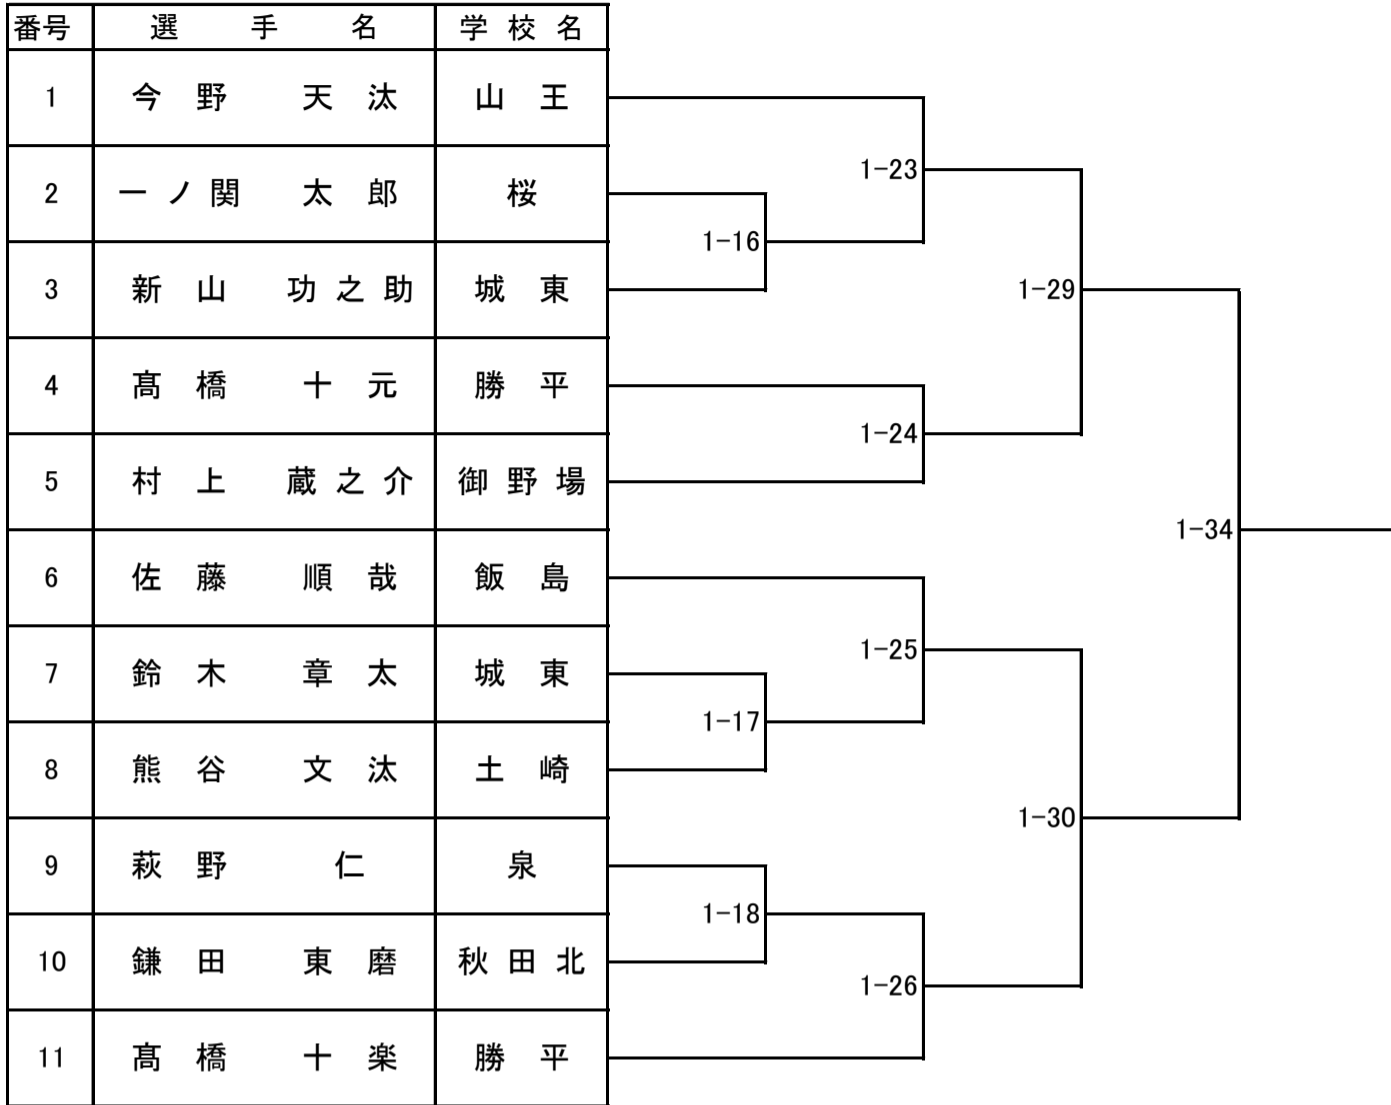 番号 選手名 学校名
1 今野 天汰 山王
1-23
2 一ノ関 太郎 桜
1-16
3 新山 功之助 城東
1-29
4 髙橋 十元 勝平
1-24
5 村上 蔵之介 御野場
1-34
6 佐藤 順哉 飯島
1-25
7 鈴木 章太 城東
1-17
8 熊谷 文汰 土崎
1-30
9 萩野 仁 泉
1-18
10 鎌田 東磨 秋田北
1-26
11 髙橋 十楽 勝平